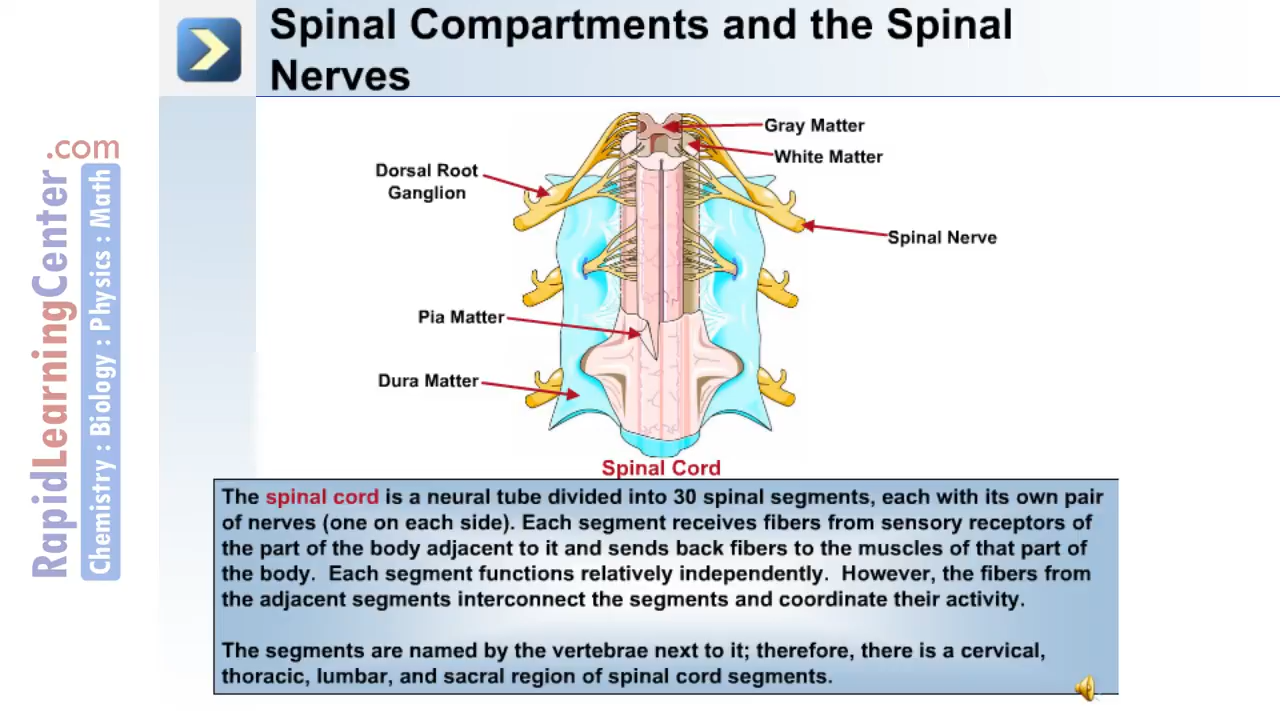 Spinal Compartments and the Spinal
Nerves
RapidLearningCenter.com
Chemistry : Biology : Physics : Math
Gray Matter
White Matter
Dorsal Root
Ganglion
Spinal Nerve
Pia Matter
Dura Matter
Spinal Cord
The spinal cord is a neural tube divided into 30 spinal segments, each with its own pair
of nerves (one on each side). Each segment receives fibers from sensory receptors of
the part of the body adjacent to it and sends back fibers to the muscles of that part of
the body. Each segment functions relatively independently. However, the fibers from
the adjacent segments interconnect the segments and coordinate their activity.
The segments are named by the vertebrae next to it; therefore, there is a cervical,
thoracic, lumbar, and sacral region of spinal cord segments.